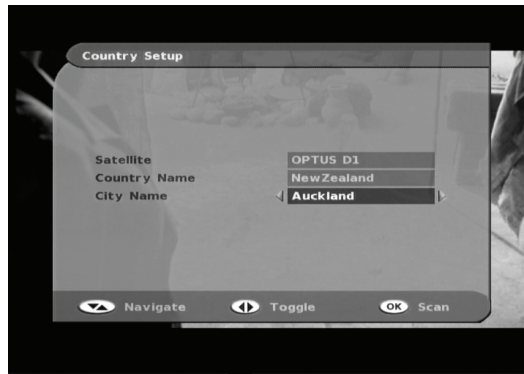 Country Setup
Satellite OPTUS D1
Country Name NewZealand
City Name Auckland
Navigate Toggle OK Scan